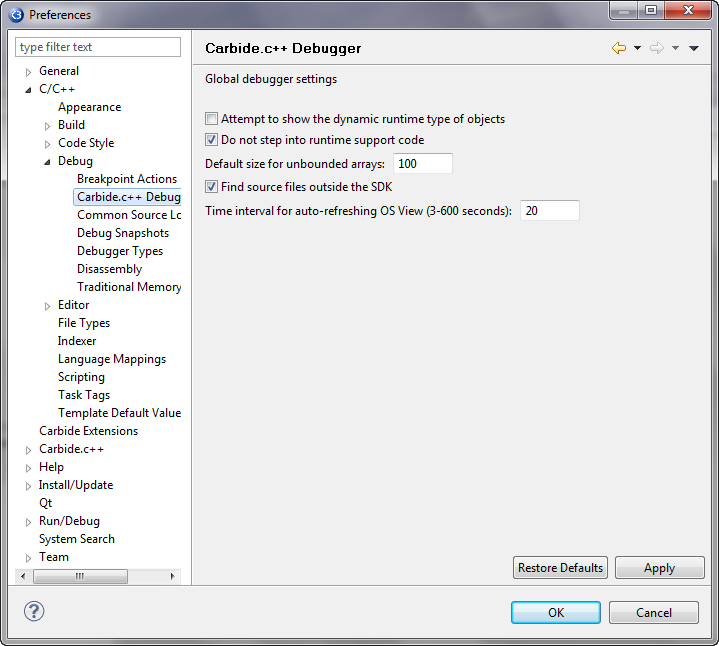 Preferences
type filter text
General
C/C++
Appearance
Build
Code Style
Debug
Breakpoint Actions
Carbide.c++ Debug
Common Source Lo
Debug Snapshots
Debugger Types
Disassembly
Traditional Memory
Editor
File Types
Indexer
Language Mappings
Scripting
Task Tags
Template Default Value
Carbide Extensions
Carbide.c++
Help
Install/Update
Qt
Run/Debug
System Search
Team
Carbide.c++ Debugger
Global debugger settings
Attempt to show the dynamic runtime type of objects
Do not step into runtime support code
Default size for unbounded arrays: 100
Find source files outside the SDK
Time interval for auto-refreshing OS View (3-600 seconds): 20
Restore Defaults Apply
OK Cancel